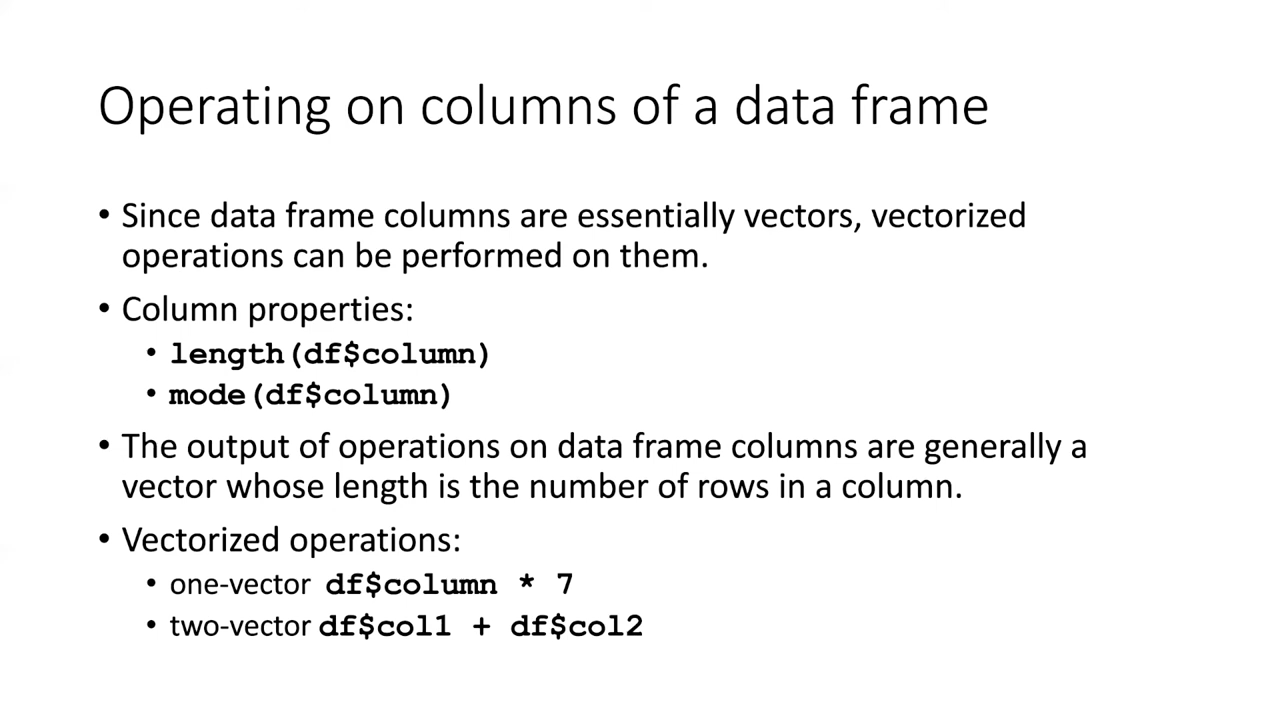 Operating on columns of a data frame
• Since data frame columns are essentially vectors, vectorized
operations can be performed on them.
• Column properties:
• length(df$column)
• mode(df$column)
• The output of operations on data frame columns are generally a
vector whose length is the number of rows in a column.
• Vectorized operations:
• one-vector df$column * 7
• two-vector df$col1 + df$col2